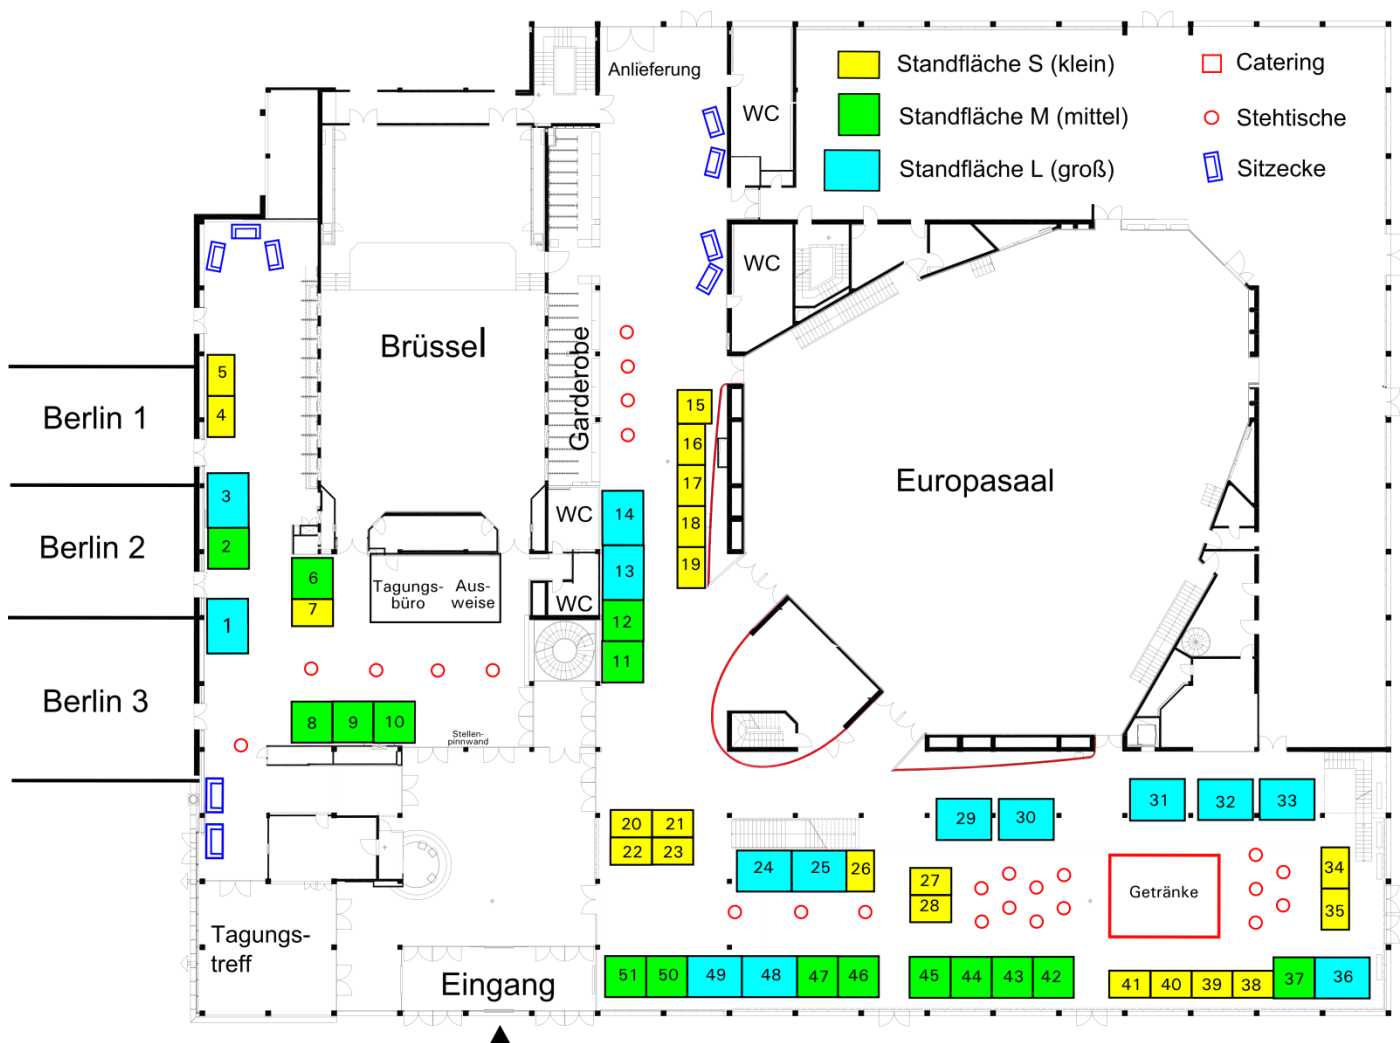 Anlieferung
WC
Standfläche S (klein)
Standfläche M (mittel)
Standfläche L (groß)
Catering
Stehtische
Sitzecke
WC
Brüssel
Garderobe
Berlin 1
Berlin 2
Berlin 3
Europasaal
5
4
3
2
1
6
7
Tagungs-
büro
Aus-
weise
WC
WC
8
9
10
Stellen-
pinnwand
14
13
12
11
15
16
17
18
19
20
21
22
23
24
25
26
27
28
29
30
31
32
33
34
35
Getränke
Tagungs-
treff
Eingang
51
50
49
48
47
46
45
44
43
42
41
40
39
38
37
36